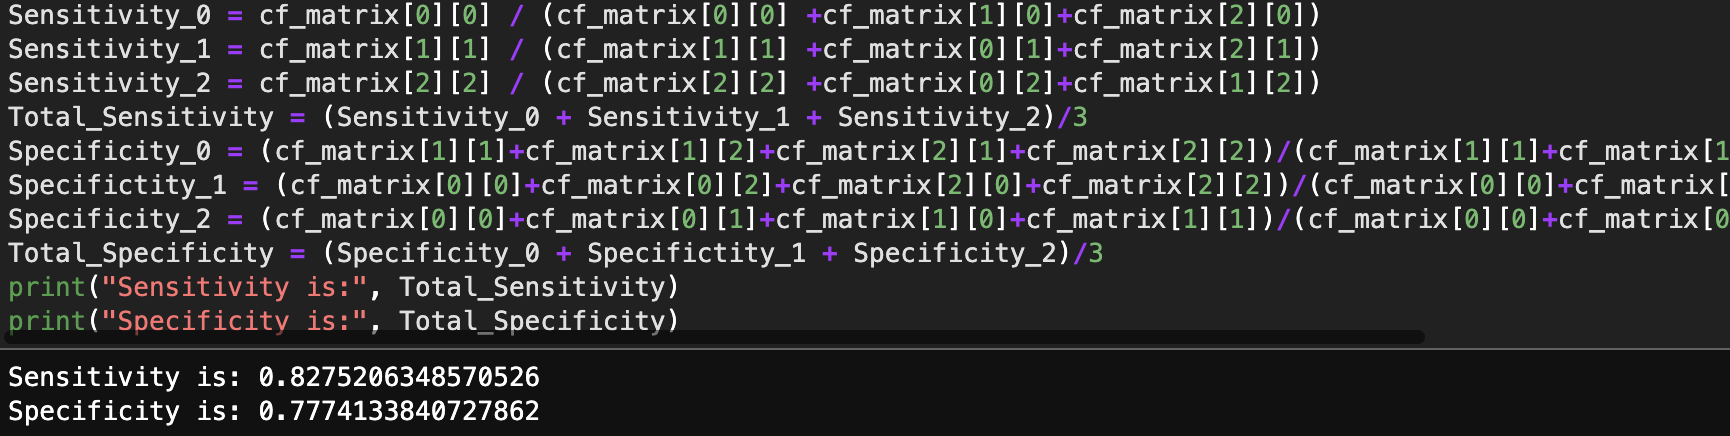 Sensitivity_0 = cf_matrix[0][0] / (cf_matrix[0][0] +cf_matrix[1][0]+cf_matrix[2][0])
Sensitivity_1 = cf_matrix[1][1] / (cf_matrix[1][1] +cf_matrix[0][1]+cf_matrix[2][1])
Sensitivity_2 = cf_matrix[2][2] / (cf_matrix[2][2] +cf_matrix[0][2]+cf_matrix[1][2])
Total_Sensitivity = (Sensitivity_0 + Sensitivity_1 + Sensitivity_2)/3
Specificity_0 = (cf_matrix[1][1]+cf_matrix[1][2]+cf_matrix[2][1]+cf_matrix[2][2])/(cf_matrix[1][1]+cf_matrix[1
Specifictity_1 = (cf_matrix[0][0]+cf_matrix[0][2]+cf_matrix[2][0]+cf_matrix[2][2])/(cf_matrix[0][0]+cf_matrix[
Specificity_2 = (cf_matrix[0][0]+cf_matrix[0][1]+cf_matrix[1][0]+cf_matrix[1][1])/(cf_matrix[0][0]+cf_matrix[0
Total_Specificity = (Specificity_0 + Specifictity_1 + Specificity_2)/3
print("Sensitivity is:", Total_Sensitivity)
print("Specificity is:", Total_Specificity)
Sensitivity is: 0.8275206348570526
Specificity is: 0.7774133840727862